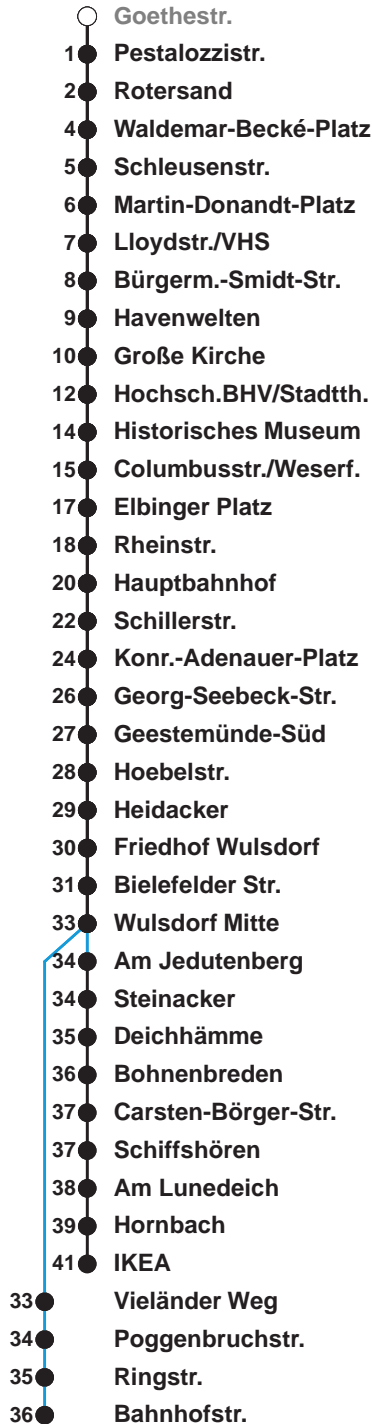 Goethestr.
1 Pestalozzistr.
2 Rotersand
4 Waldemar-Becké-Platz
5 Schleusenstr.
6 Martin-Donandt-Platz
7 Lloydstr./VHS
8 Bürgerm.-Smidt-Str.
9 Havenwelten
10 Große Kirche
12 Hochsch.BHV/Stadtth.
14 Historisches Museum
15 Columbusstr./Weserf.
17 Elbinger Platz
18 Rheinstr.
20 Hauptbahnhof
22 Schillerstr.
24 Konr.-Adenauer-Platz
26 Georg-Seebeck-Str.
27 Geestemünde-Süd
28 Hoebelstr.
29 Heidacker
30 Friedhof Wulsdorf
31 Bielefelder Str.
33 Wulsdorf Mitte
34 Am Jedutenberg
34 Steinacker
35 Deichhämme
36 Bohnenbreden
37 Carsten-Börger-Str.
37 Schiffshören
38 Am Lunedeich
39 Hornbach
41 IKEA
33 Vieländer Weg
34 Poggenbruchstr.
35 Ringstr.
36 Bahnhofstr.